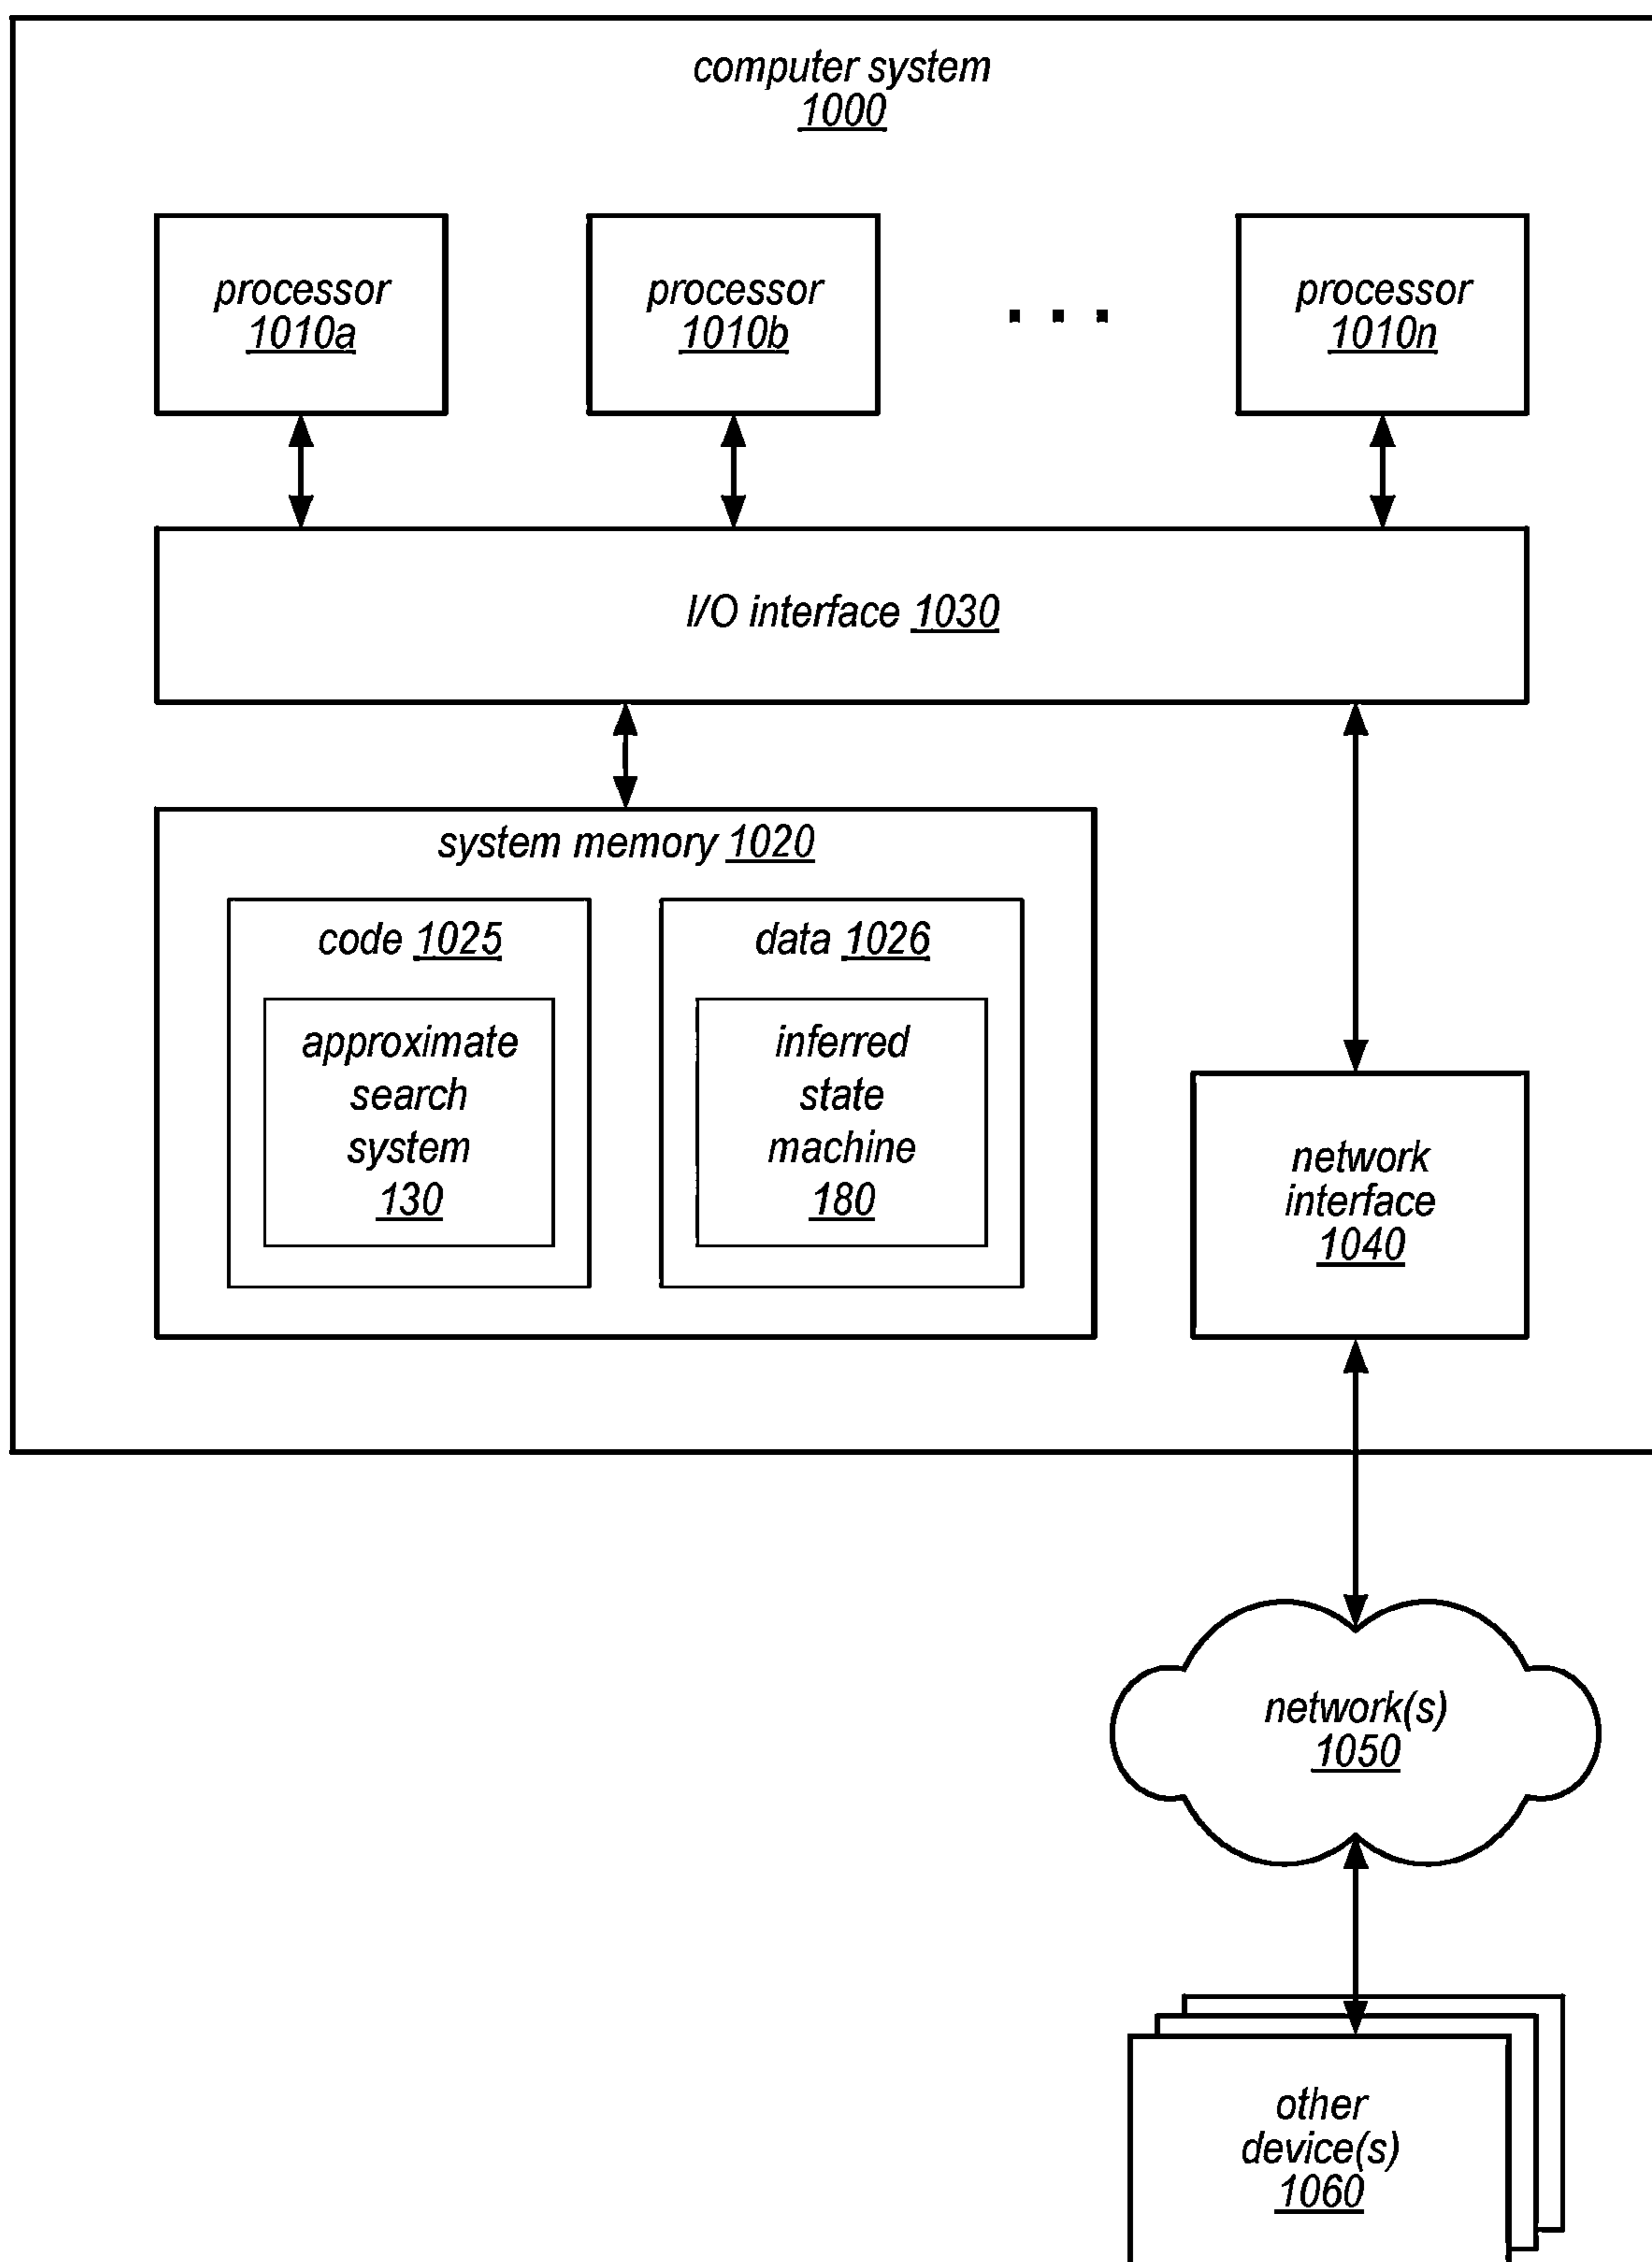 computer system
1000
processor
1010a
processor
1010b
. . .
processor
1010n
I/O interface 1030
system memory 1020
code 1025
approximate
search
system
130
data 1026
inferred
state
machine
180
network
interface
1040
network(s)
1050
other
device(s)
1060